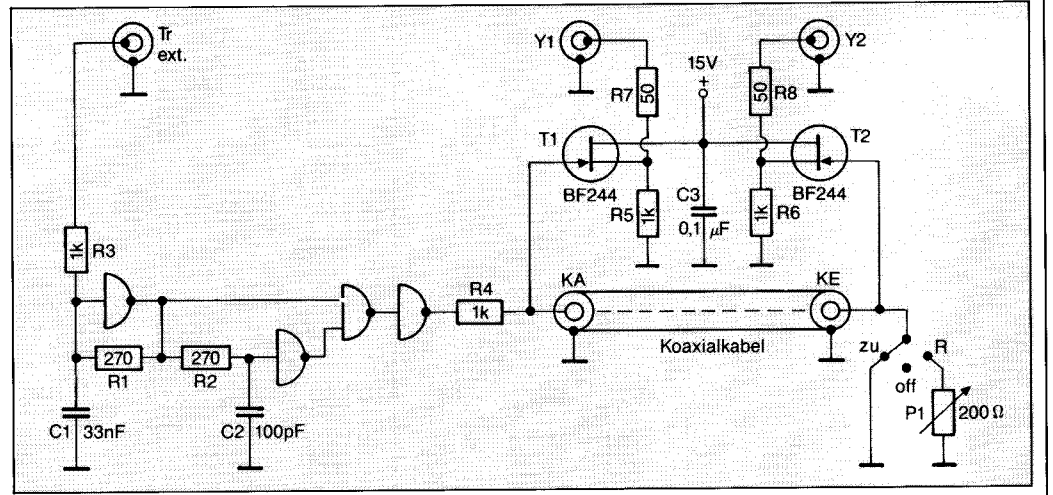 Tr
ext.
Y1
Y2
15V
+
R7
50
50
R8
T1
T2
BF244
BF244
R5
1k
C3
0,1 µF
1k
R6
1k
R3
R4
1k
KA
KE
Koaxialkabel
270
R1
270
R2
zu
R
off
P1
200 Ω
C1
33nF
C2
100pF